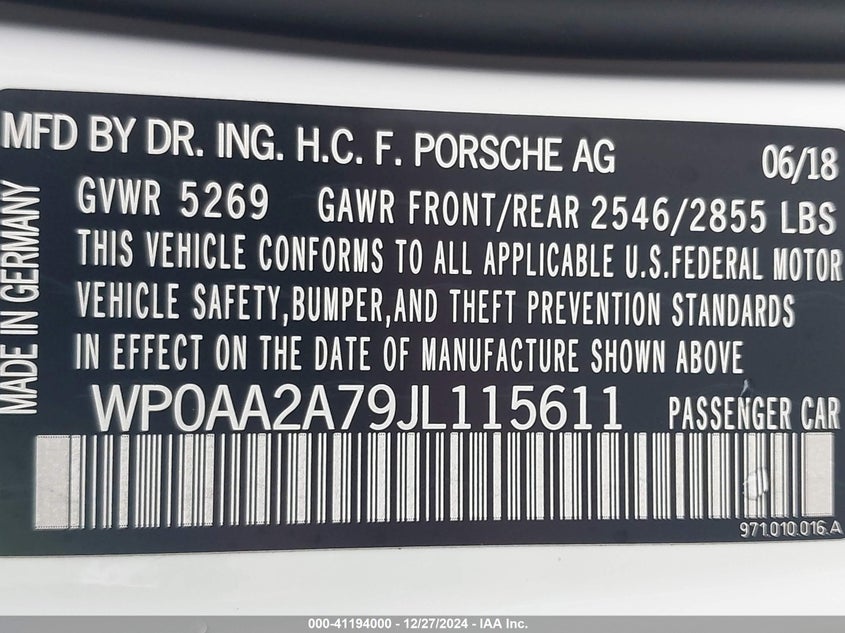 MFD BY DR. ING. H.C. F. PORSCHE AG 06/18
GVWR 5269 GAWR FRONT/REAR 2546/2855 LBS
THIS VEHICLE CONFORMS TO ALL APPLICABLE U.S.FEDERAL MOTOR
VEHICLE SAFETY,BUMPER,AND THEFT PREVENTION STANDARDS
IN EFFECT ON THE DATE OF MANUFACTURE SHOWN ABOVE
WP0AA2A79JL115611 PASSENGER CAR
MADE IN GERMANY
971.010.016.A
000-41194000 - 12/27/2024 - IAA Inc.